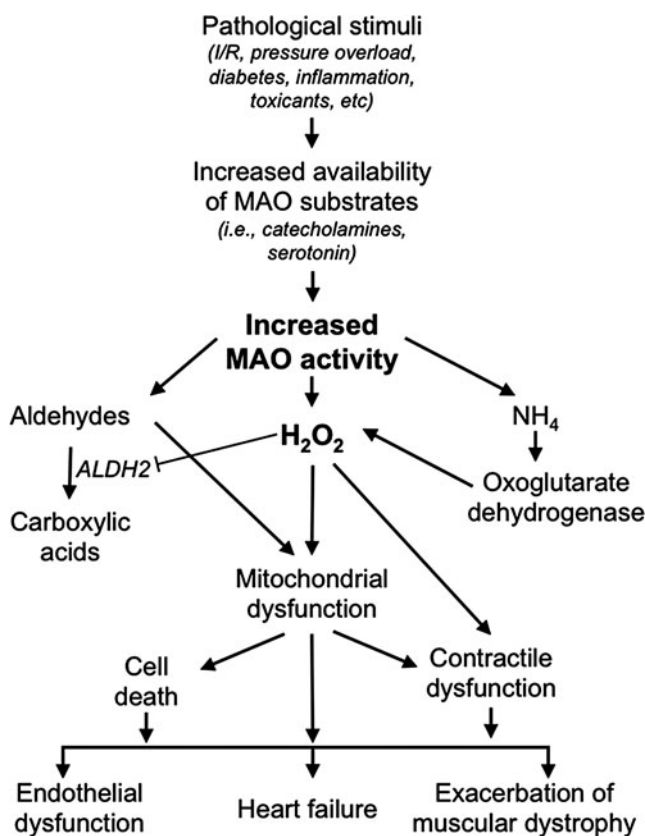 Pathological stimuli
(I/R, pressure overload,
diabetes, inflammation,
toxicants, etc)
Increased availability
of MAO substrates
(i.e., catecholamines,
serotonin)
Increased
MAO activity
Aldehydes
H₂O₂
NH₄
ALDH2
Oxoglutarate
dehydrogenase
Carboxylic
acids
Mitochondrial
dysfunction
Cell
death
Contractile
dysfunction
Endothelial
dysfunction
Heart failure
Exacerbation of
muscular dystrophy